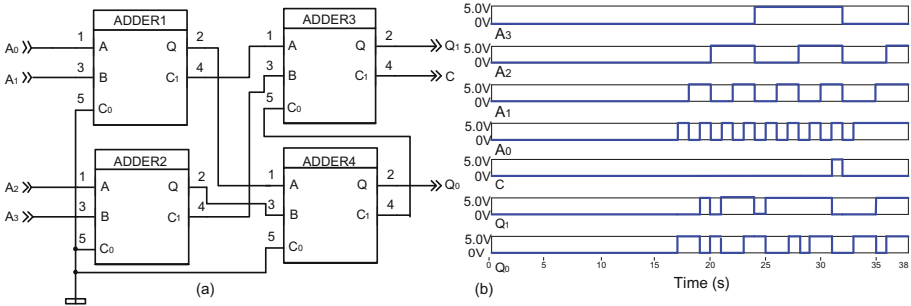 ADDER1
A₀ 1 A Q 2
A₁ 3 B C₁ 4
5 C₀
ADDER3
1 A Q 2 Q₁
3 B C₁ 4 C
5 C₀
ADDER2
A₂ 1 A Q 2
A₃ 3 B C₁ 4
5 C₀
ADDER4
1 A Q 2 Q₀
3 B C₁ 4
5 C₀
(a)
(b)
5.0V
0V
A₃
5.0V
0V
A₂
5.0V
0V
A₁
5.0V
0V
A₀
5.0V
0V
C
5.0V
0V
Q₁
5.0V
0V
Q₀
0 5 10 15 20 25 30 31 35 38
Time (s)